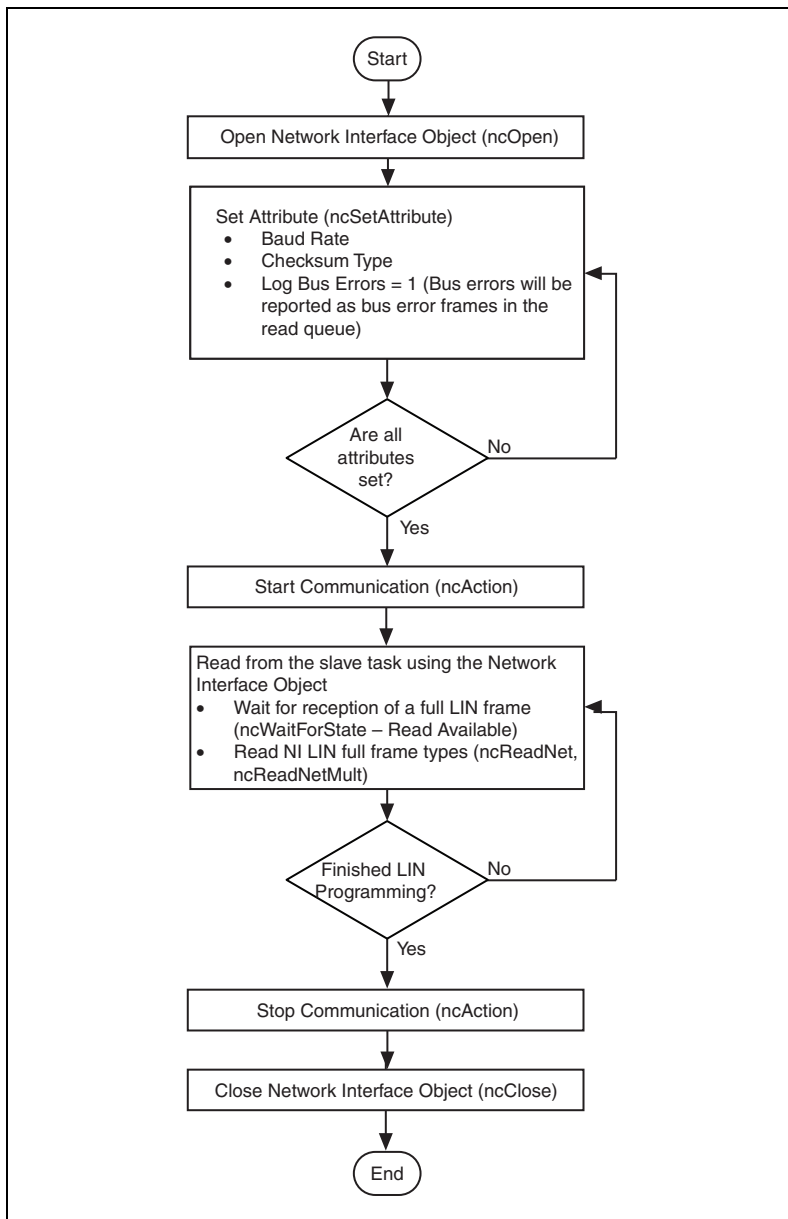 Start
Open Network Interface Object (ncOpen)
Set Attribute (ncSetAttribute)
• Baud Rate
• Checksum Type
• Log Bus Errors = 1 (Bus errors will be
reported as bus error frames in the
read queue)
Are all
attributes
set?
No
Yes
Start Communication (ncAction)
Read from the slave task using the Network
Interface Object
• Wait for reception of a full LIN frame
(ncWaitForState – Read Available)
• Read NI LIN full frame types (ncReadNet,
ncReadNetMult)
Finished LIN
Programming?
No
Yes
Stop Communication (ncAction)
Close Network Interface Object (ncClose)
End